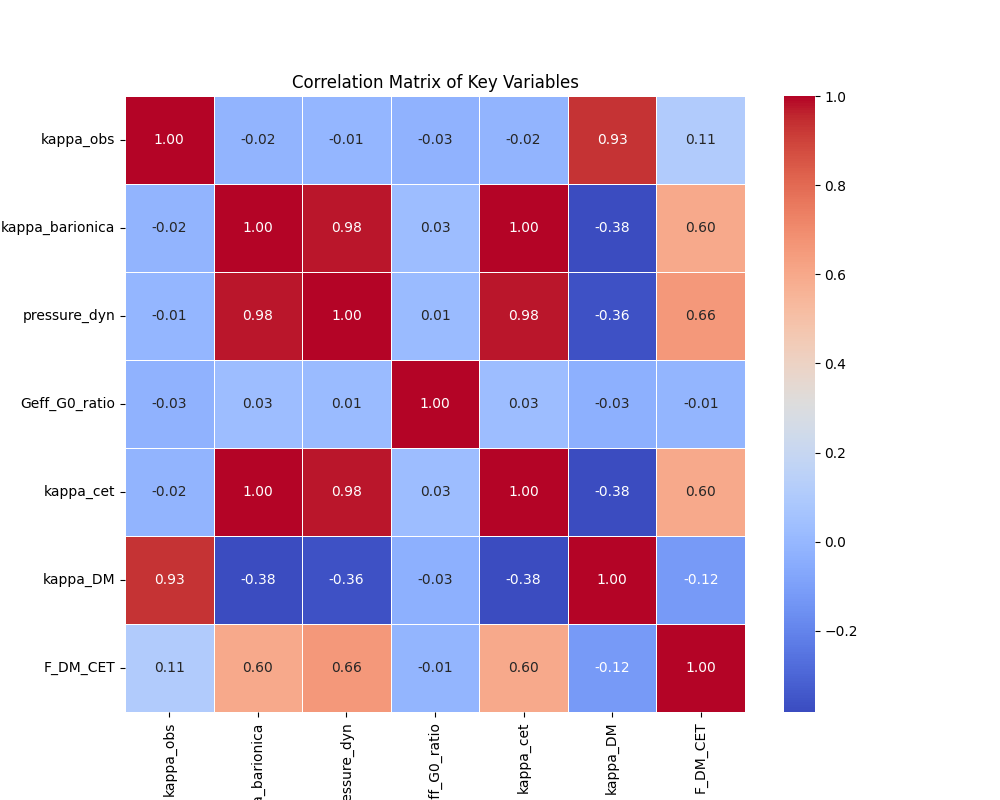 Correlation Matrix of Key Variables
kappa_obs 1.00 -0.02 -0.01 -0.03 -0.02 0.93 0.11
kappa_barionica -0.02 1.00 0.98 0.03 1.00 -0.38 0.60
pressure_dyn -0.01 0.98 1.00 0.01 0.98 -0.36 0.66
Geff_G0_ratio -0.03 0.03 0.01 1.00 0.03 -0.03 -0.01
kappa_cet -0.02 1.00 0.98 0.03 1.00 -0.38 0.60
kappa_DM 0.93 -0.38 -0.36 -0.03 -0.38 1.00 -0.12
F_DM_CET 0.11 0.60 0.66 -0.01 0.60 -0.12 1.00
kappa_obs
a_barionica
essure_dyn
ff_G0_ratio
kappa_cet
kappa_DM
F_DM_CET
1.0
0.8
0.6
0.4
0.2
0.0
−0.2